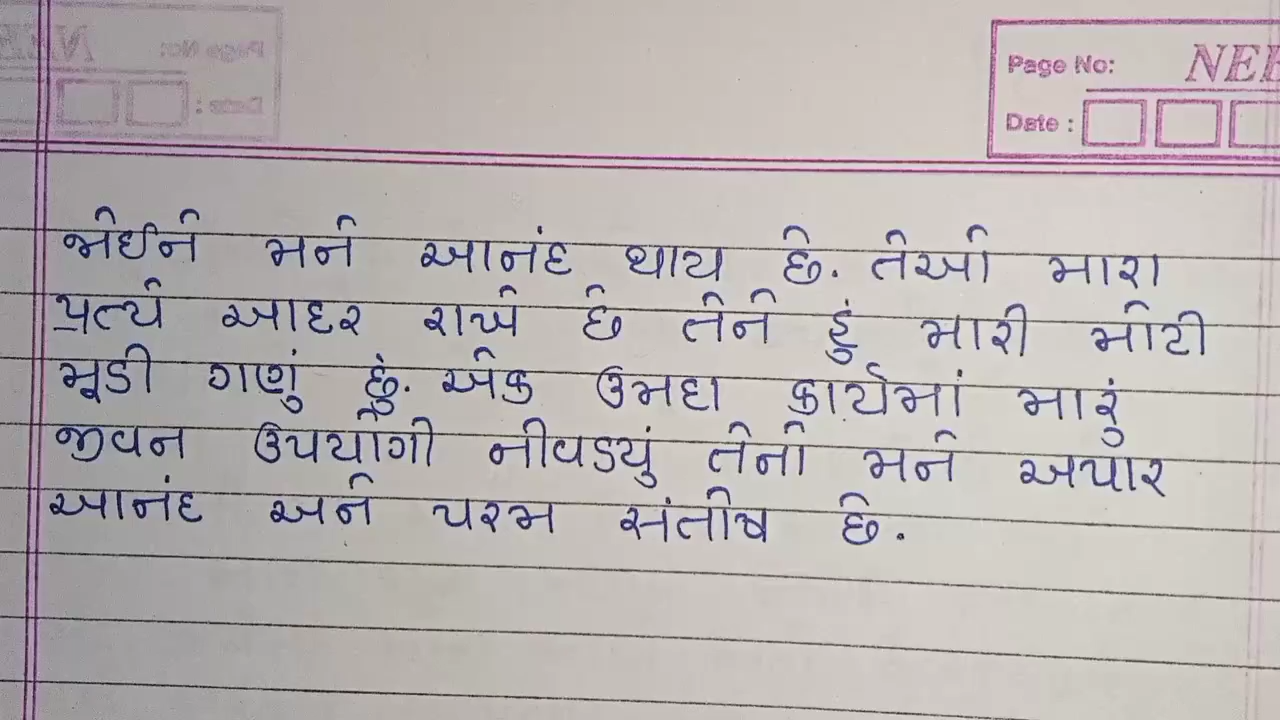 Page No: NEE
Date :
જોઈને મને આનંદ થાય છે. તેઓ મારા
પ્રત્યે આદર રાખે છે તેને હું મારી મોટી
મૂડી ગણું છું. એક ઉમદા કાર્યમાં મારું
જીવન ઉપયોગી નીવડ્યું તેનો મને અપાર
આનંદ અને પરમ સંતોષ છે.